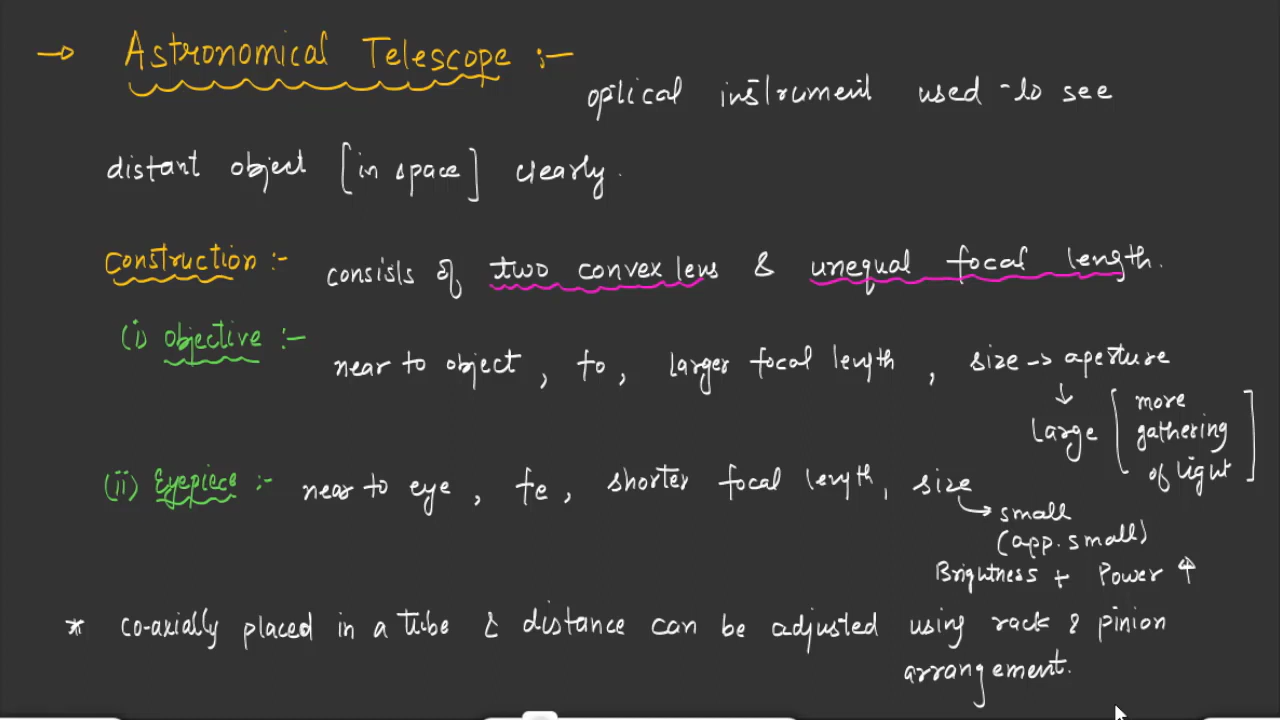 → Astronomical Telescope :-
optical instrument used to see
distant object [in space] clearly.
Construction :- consists of two convex lens & unequal focal length.
(i) Objective :-
near to object, fo, larger focal length, size → aperture
↓
Large [more gathering of light]
(ii) Eyepiece :- near to eye, fe, shorter focal length, size
→ small
(app. small)
Brightness + Power ↑
* co-axially placed in a tube & distance can be adjusted using rack & pinion
arrangement.